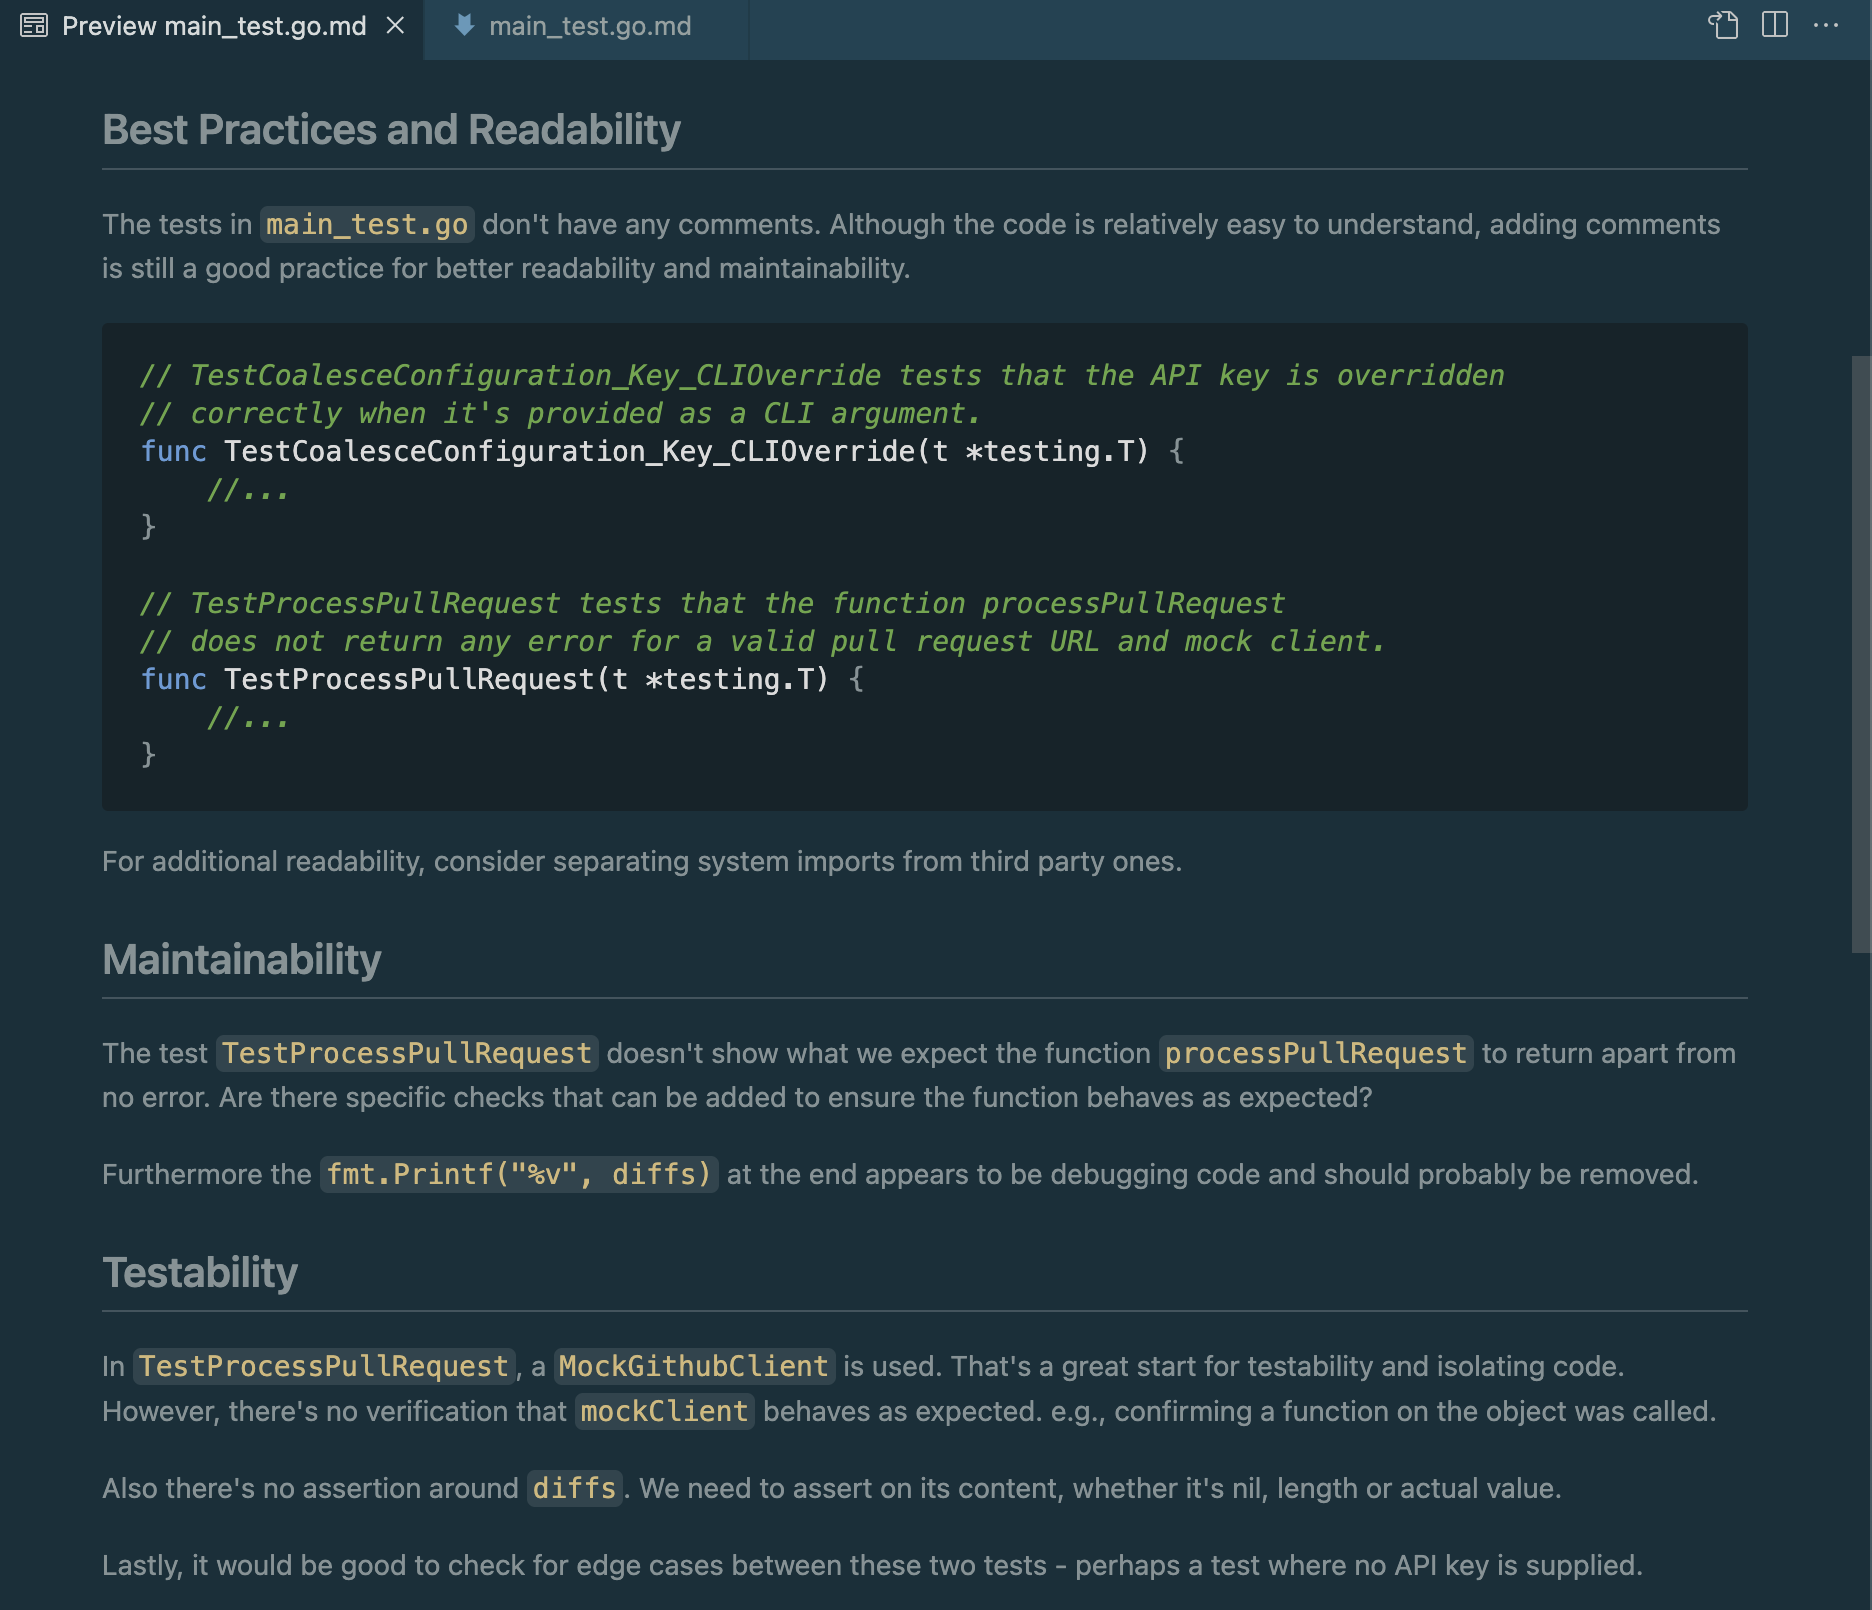 Preview main_test.go.md
main_test.go.md
Best Practices and Readability
The tests in main_test.go don't have any comments. Although the code is relatively easy to understand, adding comments
is still a good practice for better readability and maintainability.
// TestCoalesceConfiguration_Key_CLIOverride tests that the API key is overridden
// correctly when it's provided as a CLI argument.
func TestCoalesceConfiguration_Key_CLIOverride(t *testing.T) {
    //...
}
// TestProcessPullRequest tests that the function processPullRequest
// does not return any error for a valid pull request URL and mock client.
func TestProcessPullRequest(t *testing.T) {
    //...
}
For additional readability, consider separating system imports from third party ones.
Maintainability
The test TestProcessPullRequest doesn't show what we expect the function processPullRequest to return apart from
no error. Are there specific checks that can be added to ensure the function behaves as expected?
Furthermore the fmt.Printf("%v", diffs) at the end appears to be debugging code and should probably be removed.
Testability
In TestProcessPullRequest, a MockGithubClient is used. That's a great start for testability and isolating code.
However, there's no verification that mockClient behaves as expected. e.g., confirming a function on the object was called.
Also there's no assertion around diffs. We need to assert on its content, whether it's nil, length or actual value.
Lastly, it would be good to check for edge cases between these two tests - perhaps a test where no API key is supplied.